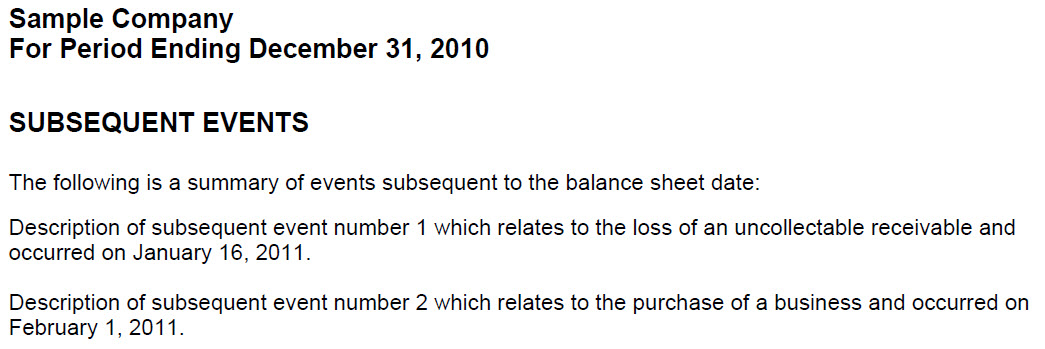 Sample Company
For Period Ending December 31, 2010
SUBSEQUENT EVENTS
The following is a summary of events subsequent to the balance sheet date:
Description of subsequent event number 1 which relates to the loss of an uncollectable receivable and
occurred on January 16, 2011.
Description of subsequent event number 2 which relates to the purchase of a business and occurred on
February 1, 2011.